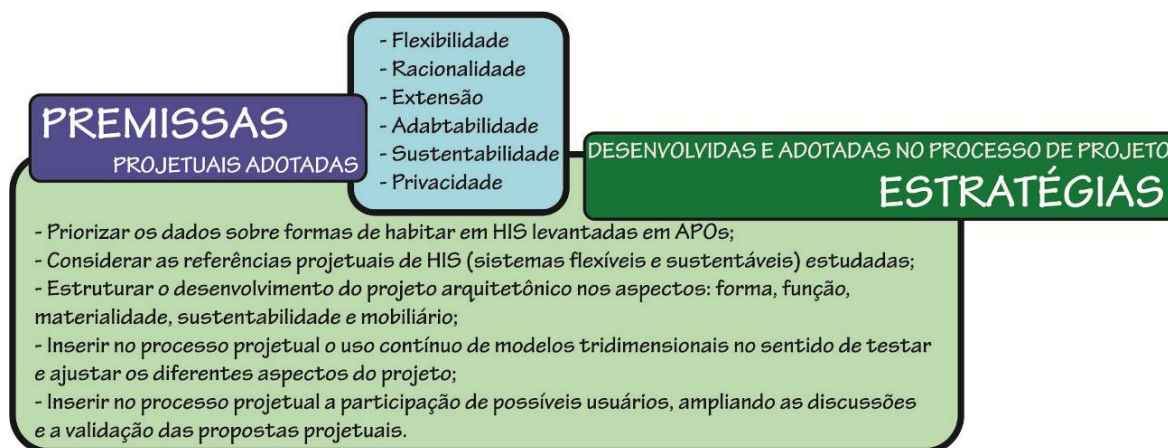 PREMISSAS
PROJETUAIS ADOTADAS
- Flexibilidade
- Racionalidade
- Extensão
- Adabtabilidade
- Sustentabilidade
- Privacidade
DESENVOLVIDAS E ADOTADAS NO PROCESSO DE PROJETO
ESTRATÉGIAS
- Priorizar os dados sobre formas de habitar em HIS levantadas em APOs;
- Considerar as referências projetuais de HIS (sistemas flexíveis e sustentáveis) estudadas;
- Estruturar o desenvolvimento do projeto arquitetônico nos aspectos: forma, função,
materialidade, sustentabilidade e mobiliário;
- Inserir no processo projetual o uso contínuo de modelos tridimensionais no sentido de testar
e ajustar os diferentes aspectos do projeto;
- Inserir no processo projetual a participação de possíveis usuários, ampliando as discussões
e a validação das propostas projetuais.